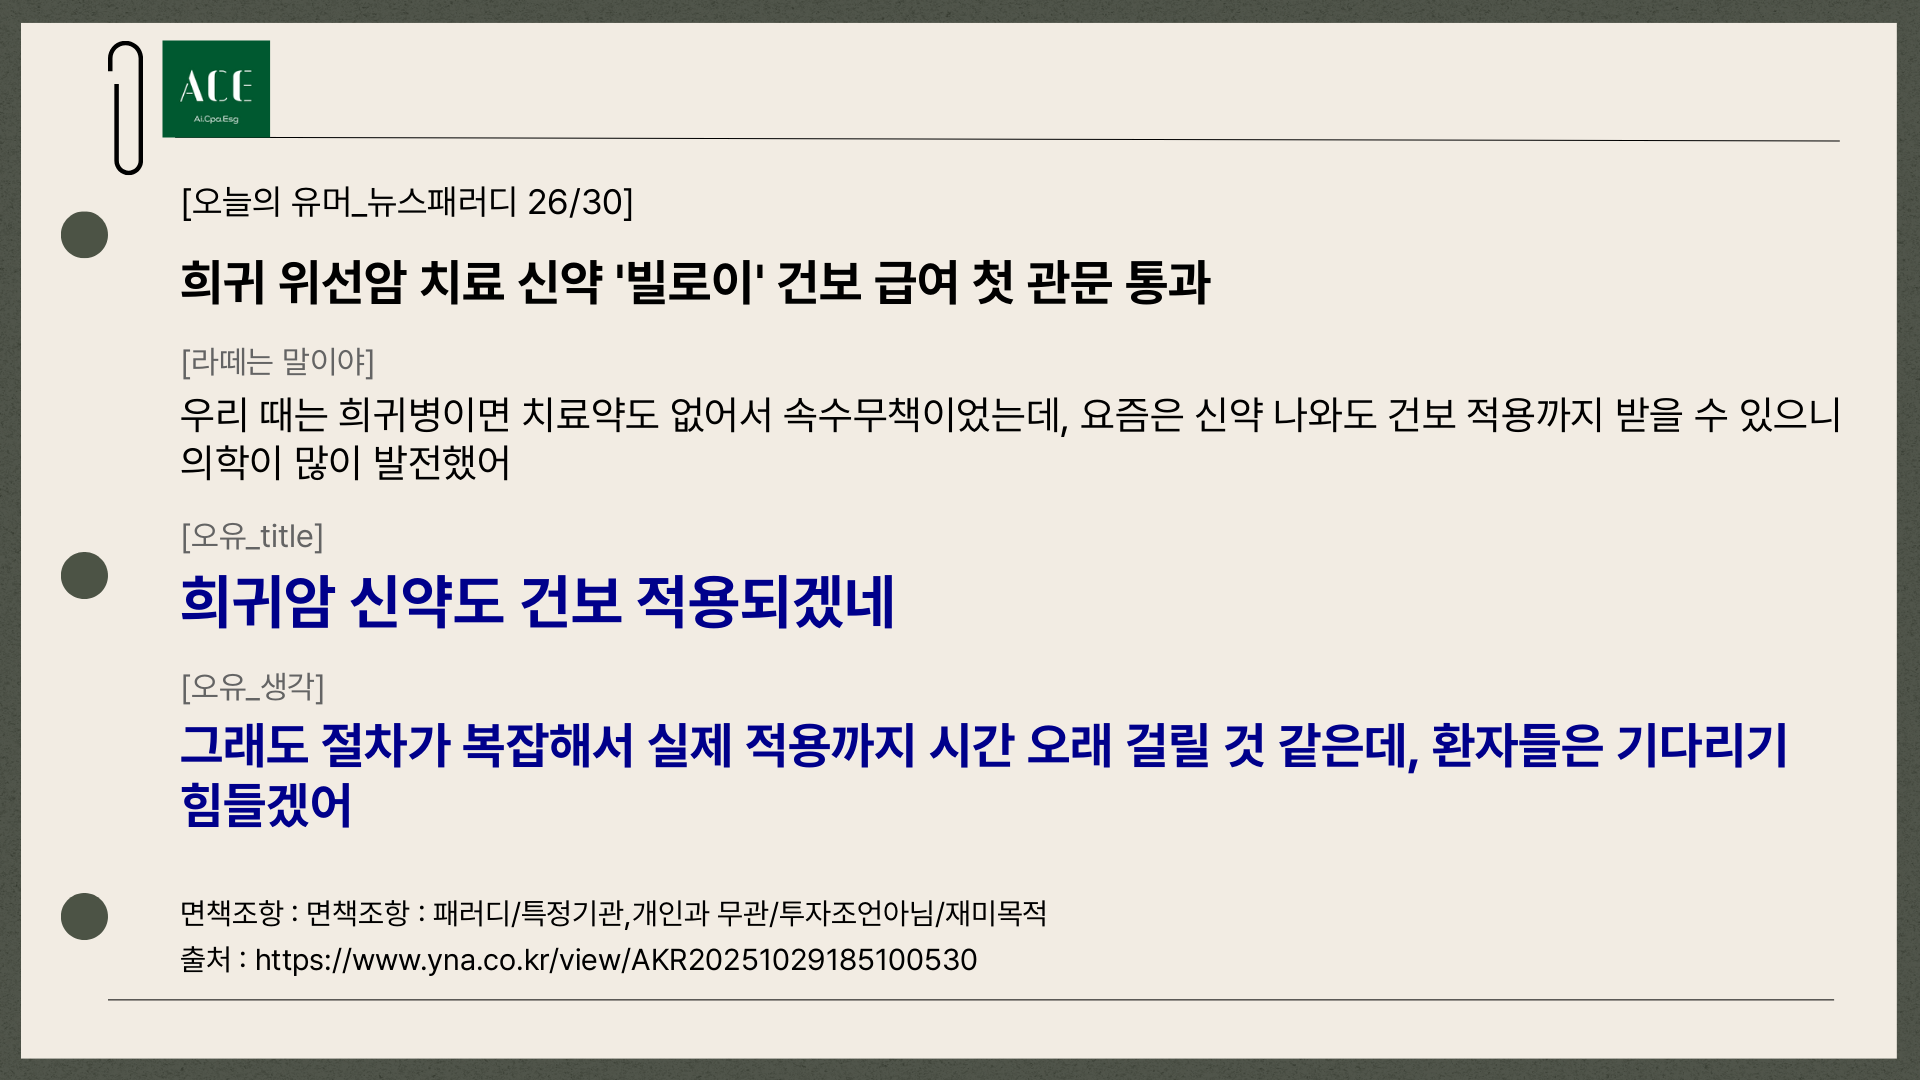 ACE
Ai.Cpa.Esg
[오늘의 유머_뉴스패러디 26/30]
희귀 위선암 치료 신약 '빌로이' 건보 급여 첫 관문 통과
[라떼는 말이야]
우리 때는 희귀병이면 치료약도 없어서 속수무책이었는데, 요즘은 신약 나와도 건보 적용까지 받을 수 있으니
의학이 많이 발전했어
[오유_title]
희귀암 신약도 건보 적용되겠네
[오유_생각]
그래도 절차가 복잡해서 실제 적용까지 시간 오래 걸릴 것 같은데, 환자들은 기다리기
힘들겠어
면책조항 : 면책조항 : 패러디/특정기관,개인과 무관/투자조언아님/재미목적
출처 : https://www.yna.co.kr/view/AKR20251029185100530